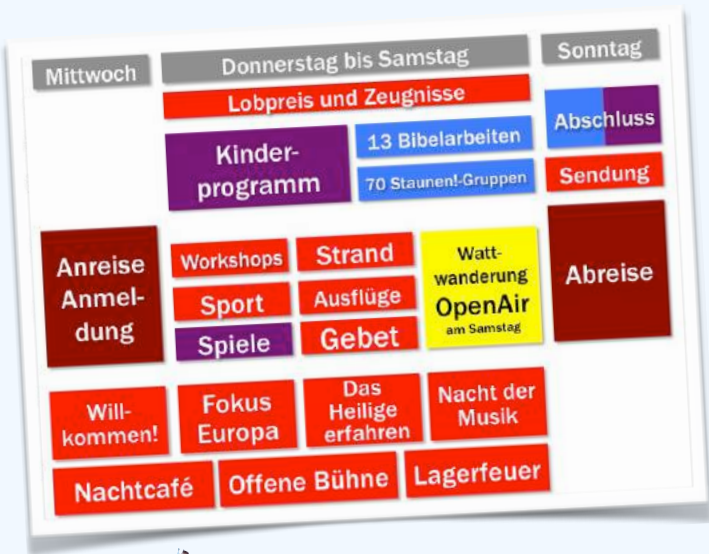 Mittwoch
Donnerstag bis Samstag
Sonntag
Lobpreis und Zeugnisse
Kinder-
programm
13 Bibelarbeiten
70 Staunen!-Gruppen
Abschluss
Sendung
Anreise
Anmel-
dung
Workshops
Strand
Sport
Ausflüge
Spiele
Gebet
Watt-
wanderung
OpenAir
am Samstag
Abreise
Will-
kommen!
Fokus
Europa
Das
Heilige
erfahren
Nacht der
Musik
Nachtcafé
Offene Bühne
Lagerfeuer